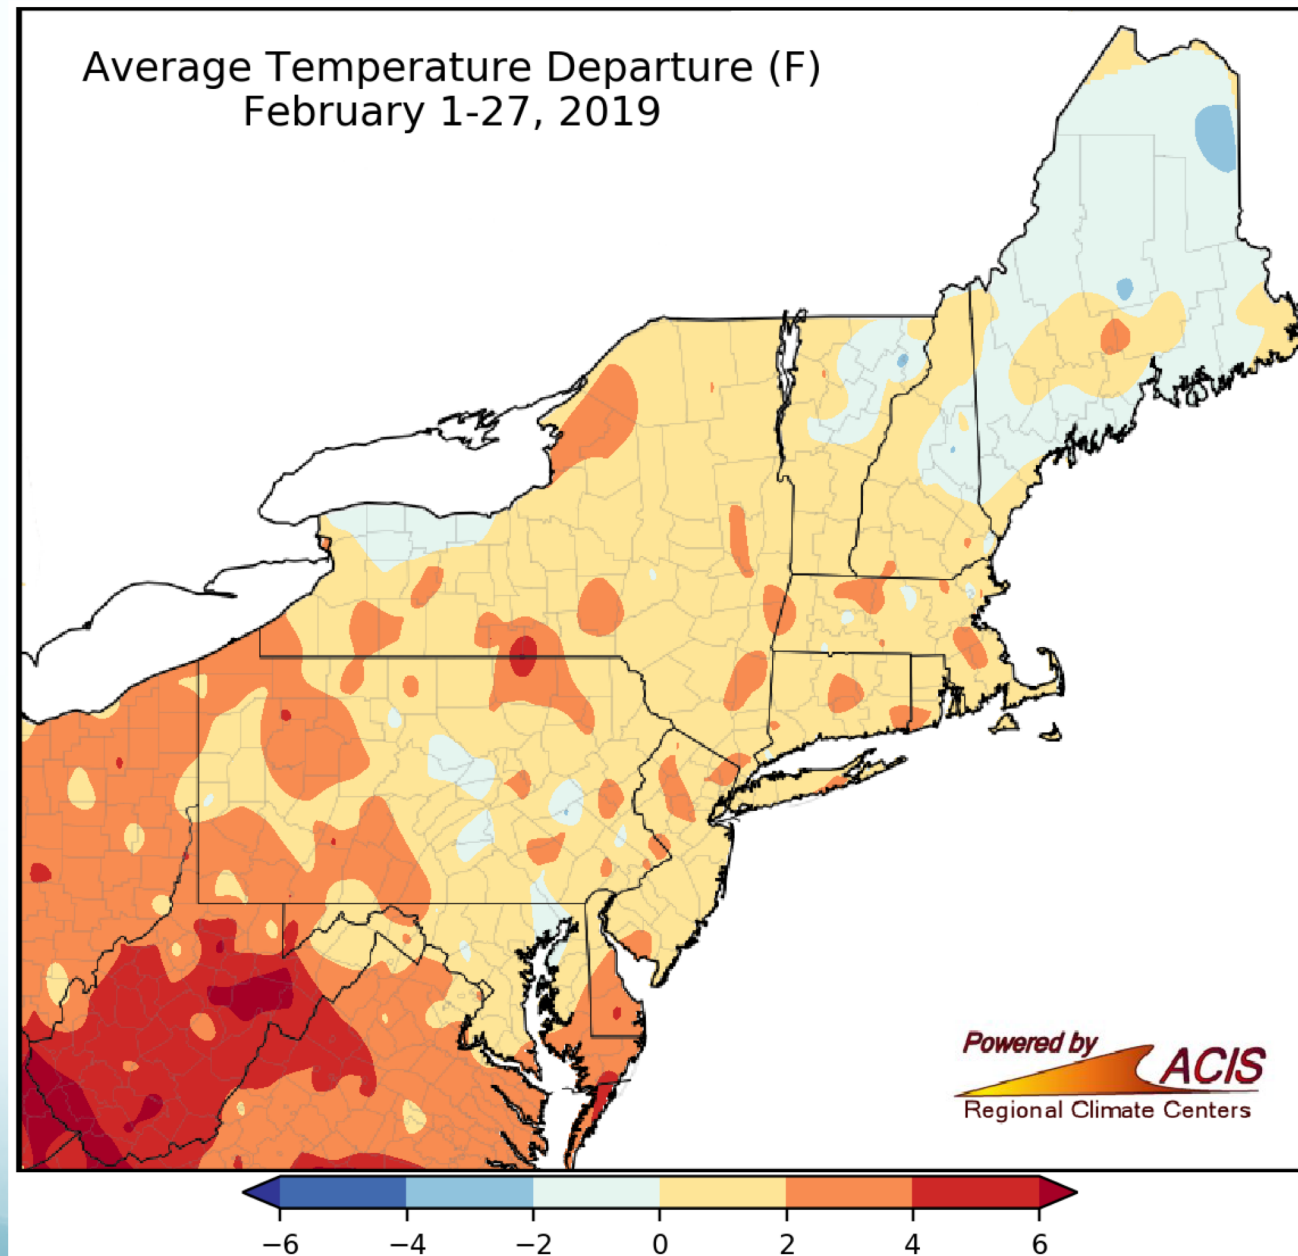 Average Temperature Departure (F)
February 1-27, 2019
Powered by
ACIS
Regional Climate Centers
−6 −4 −2 0 2 4 6